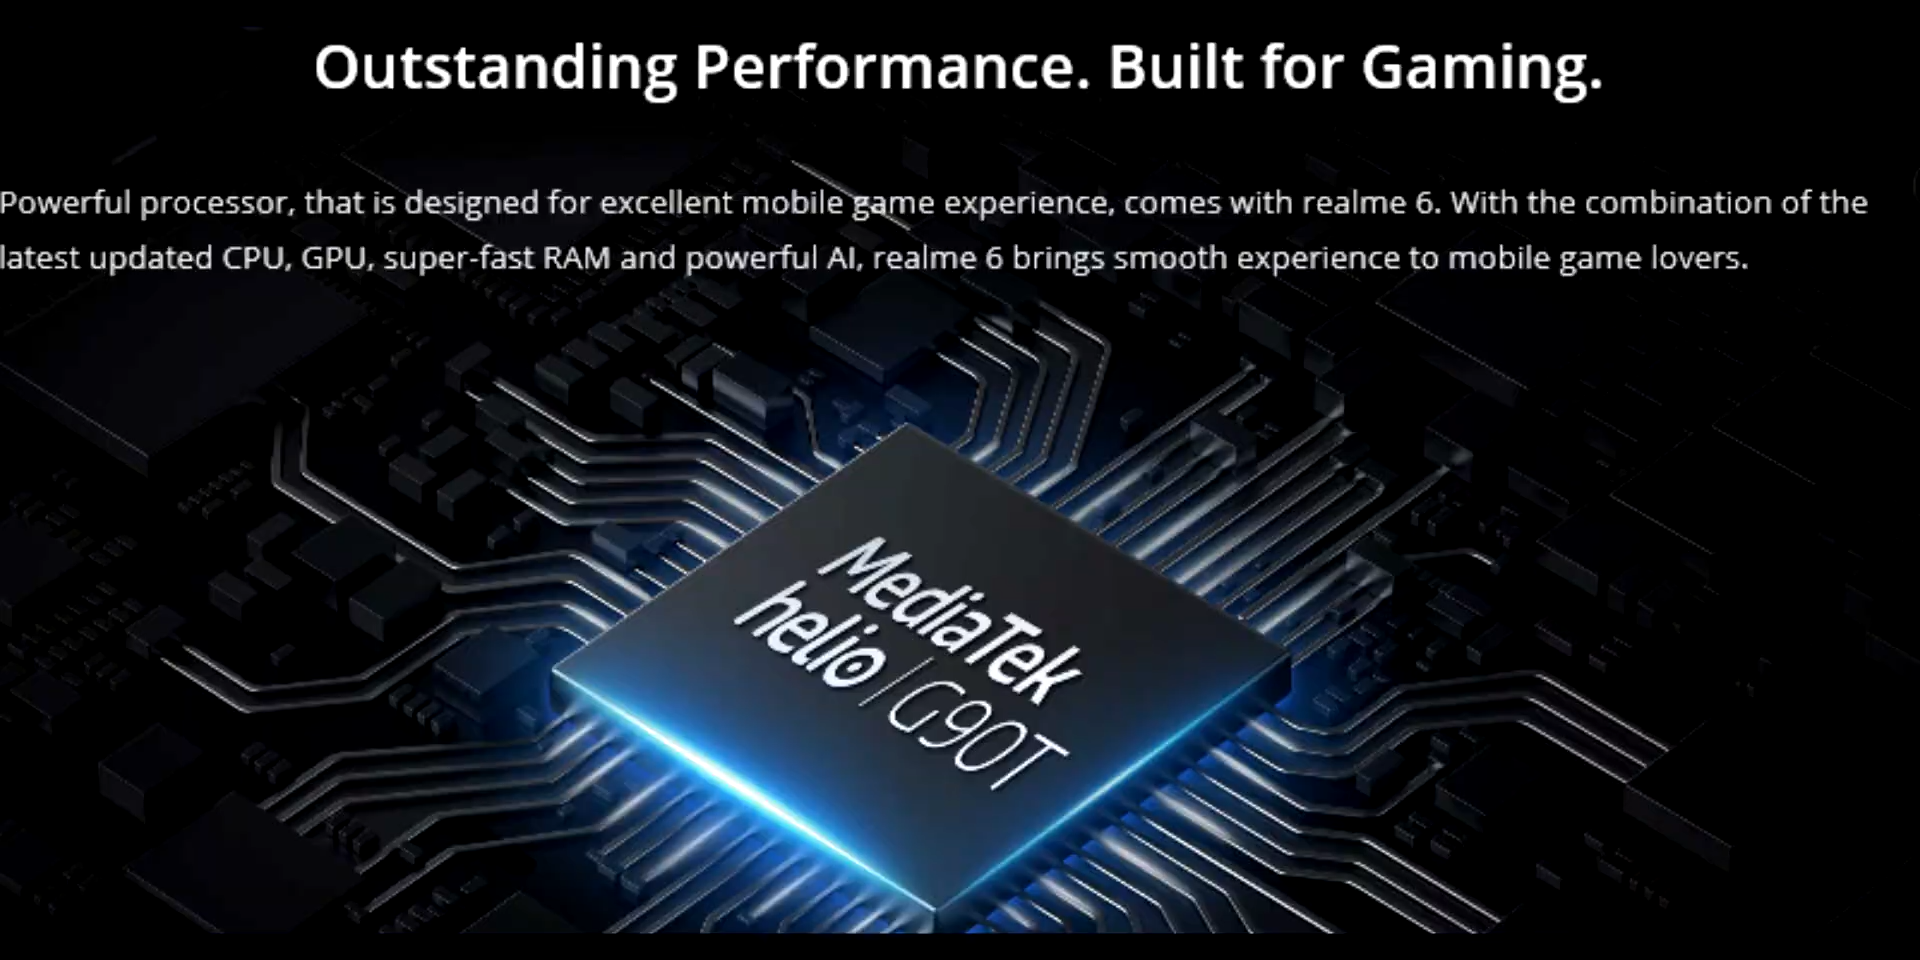 Outstanding Performance. Built for Gaming.
Powerful processor, that is designed for excellent mobile game experience, comes with realme 6. With the combination of the
latest updated CPU, GPU, super-fast RAM and powerful AI, realme 6 brings smooth experience to mobile game lovers.
MediaTek
helio | G90T